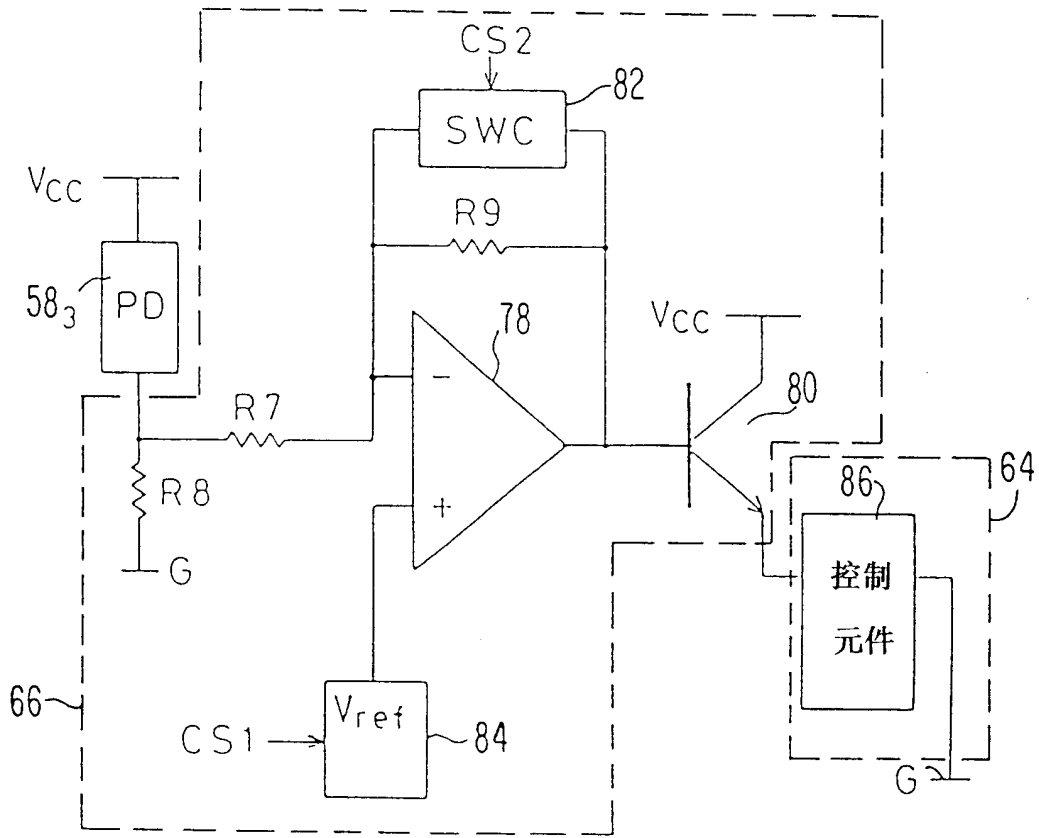 CS2
82
SWC
VCC
R9
58₃
PD
78
VCC
R7
−
80
R8
+
86
64
G
控制
元件
66
Vref
CS1
84
G